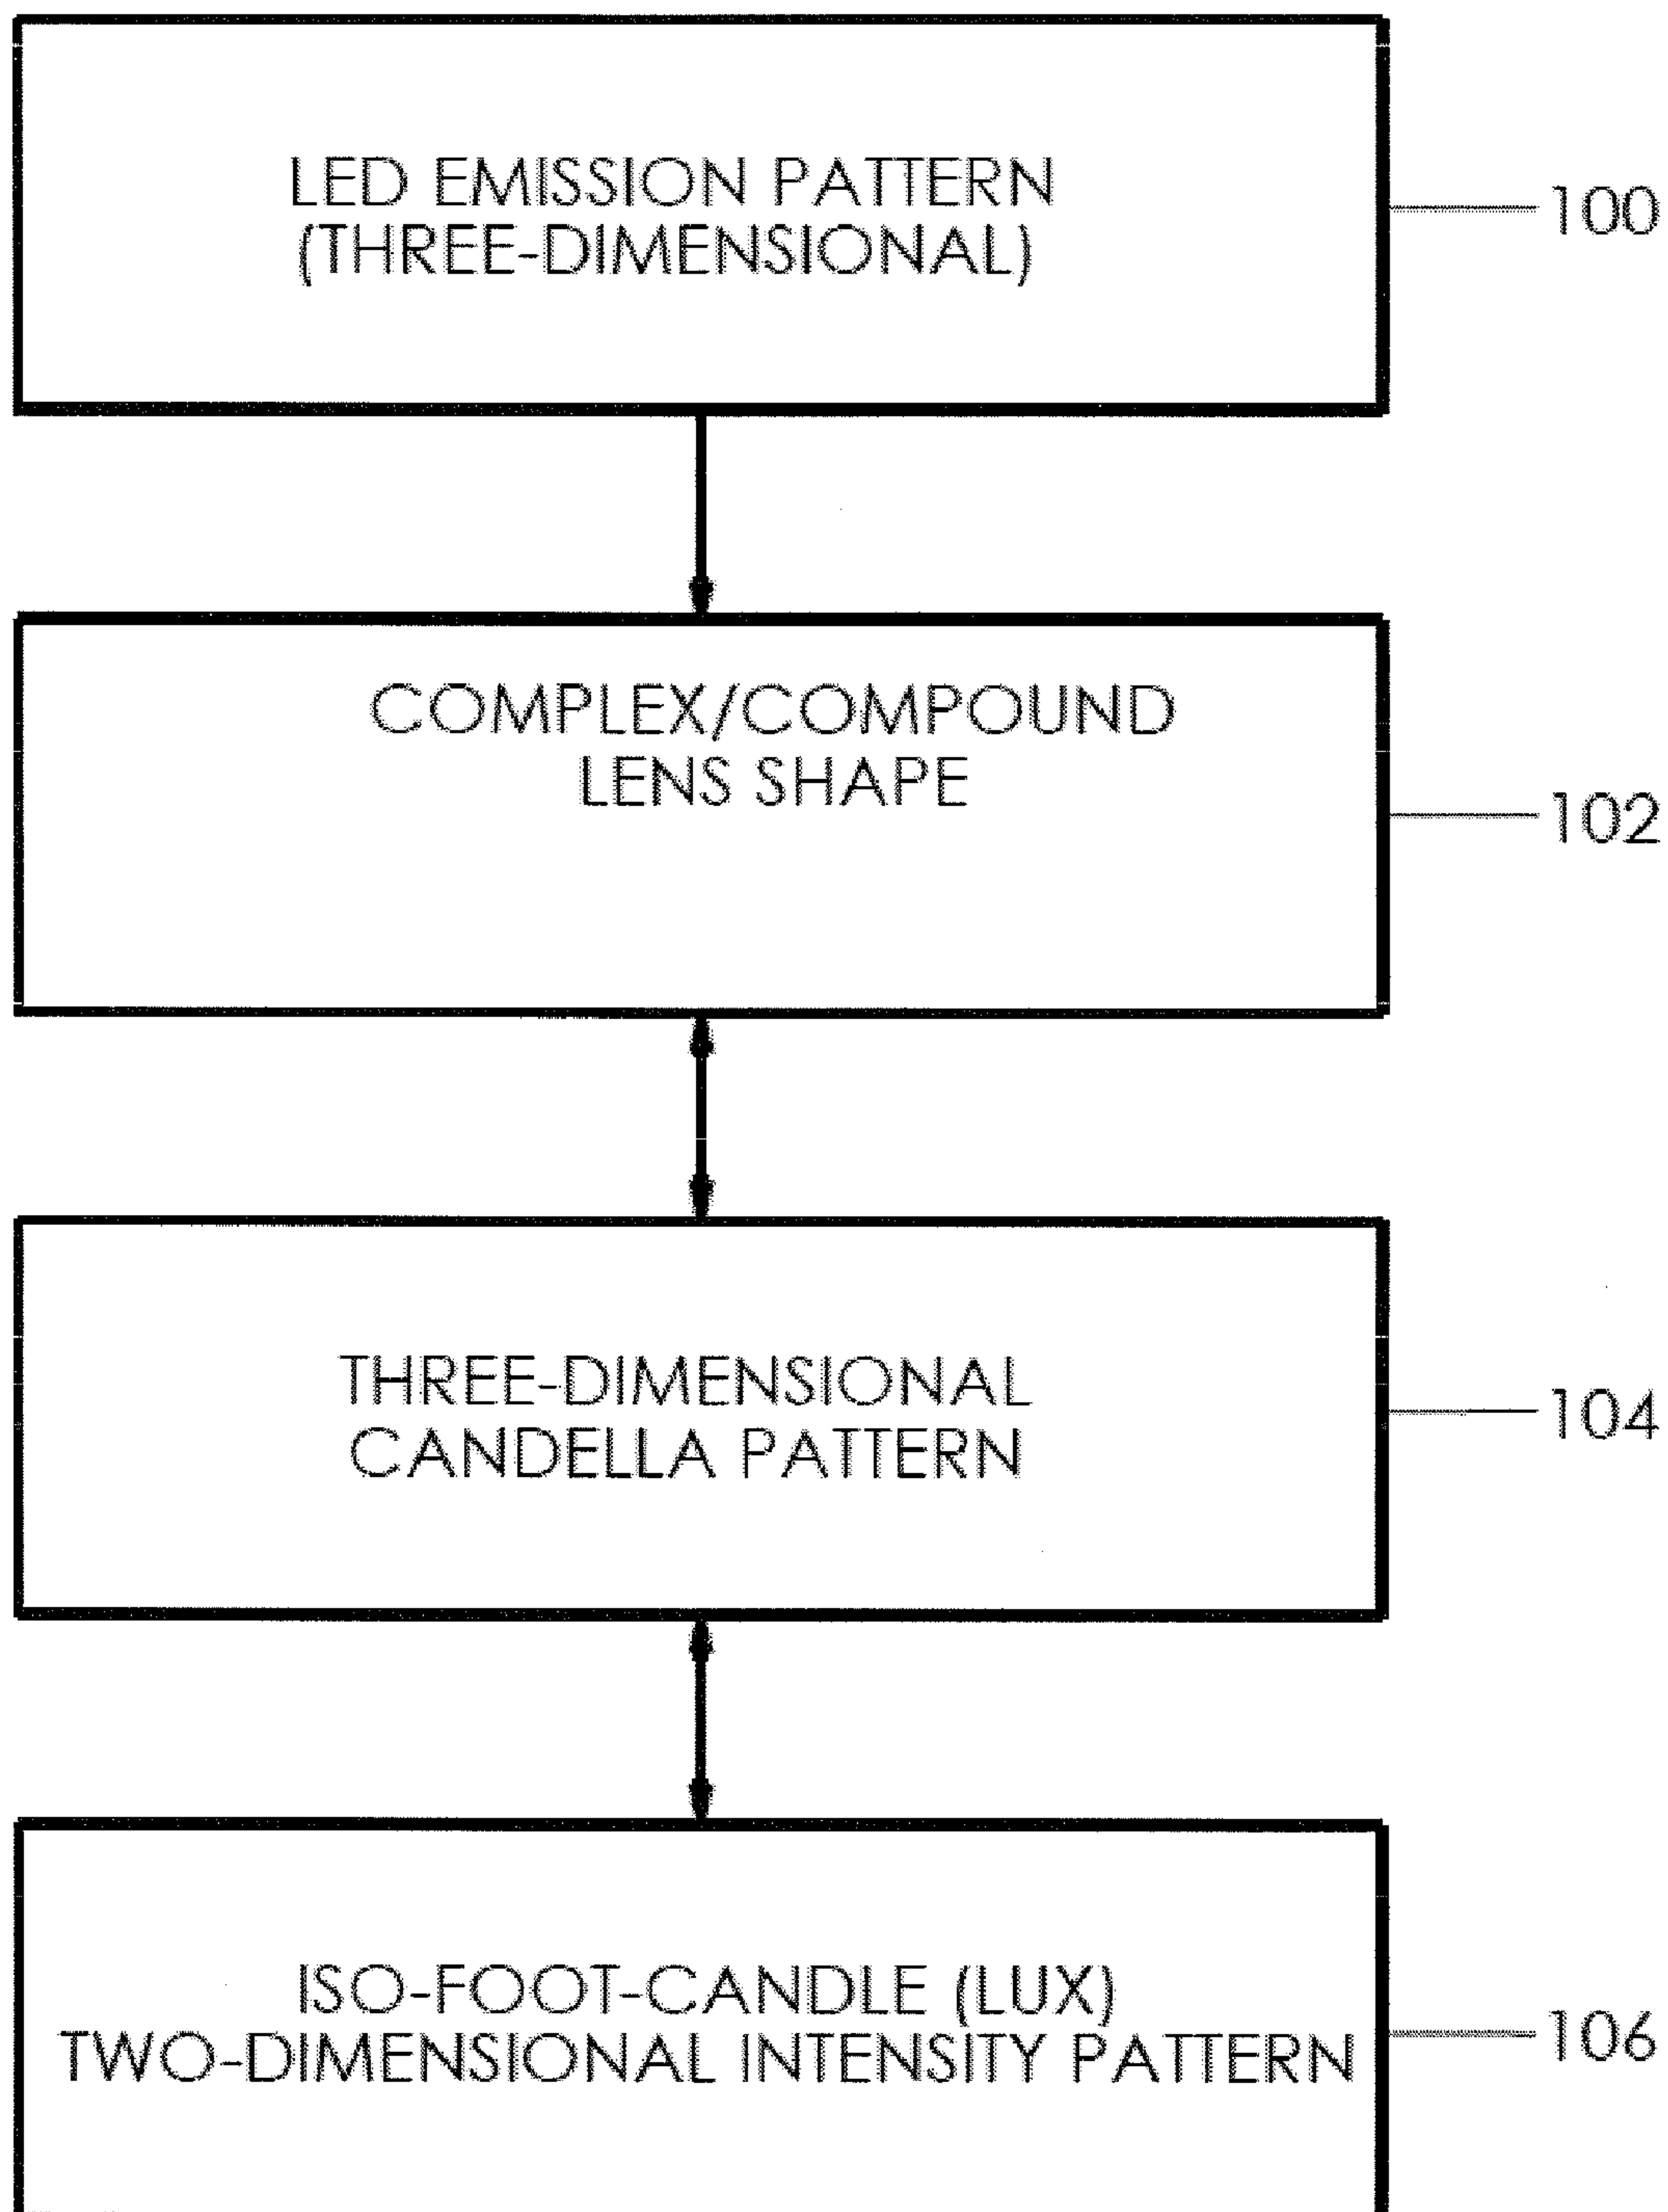 LED EMISSION PATTERN
(THREE-DIMENSIONAL)
100
COMPLEX/COMPOUND
LENS SHAPE
102
THREE-DIMENSIONAL
CANDELLA PATTERN
104
ISO-FOOT-CANDLE (LUX)
TWO-DIMENSIONAL INTENSITY PATTERN
106